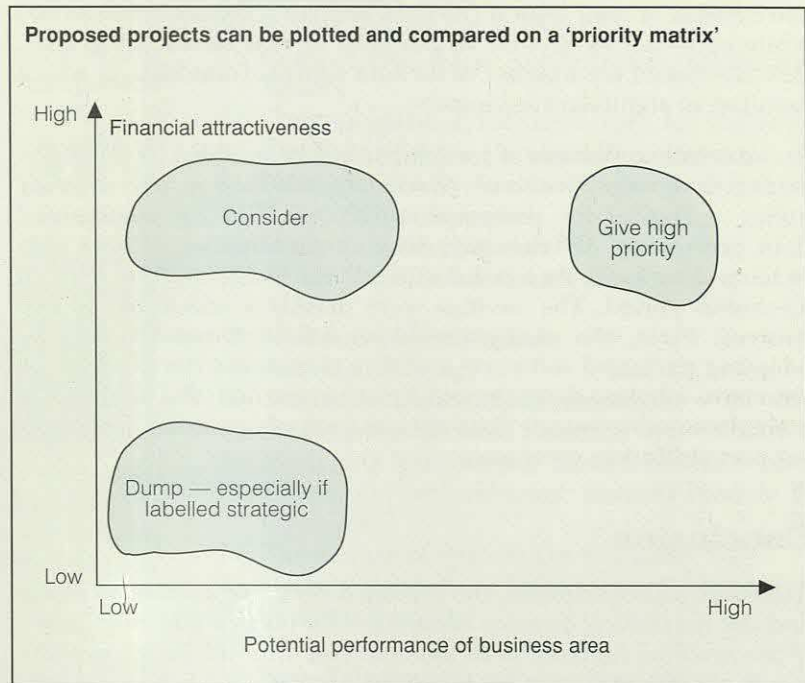 Proposed projects can be plotted and compared on a ‘priority matrix’
High
Financial attractiveness
Consider
Give high
priority
Dump — especially if
labelled strategic
Low
Low
High
Potential performance of business area